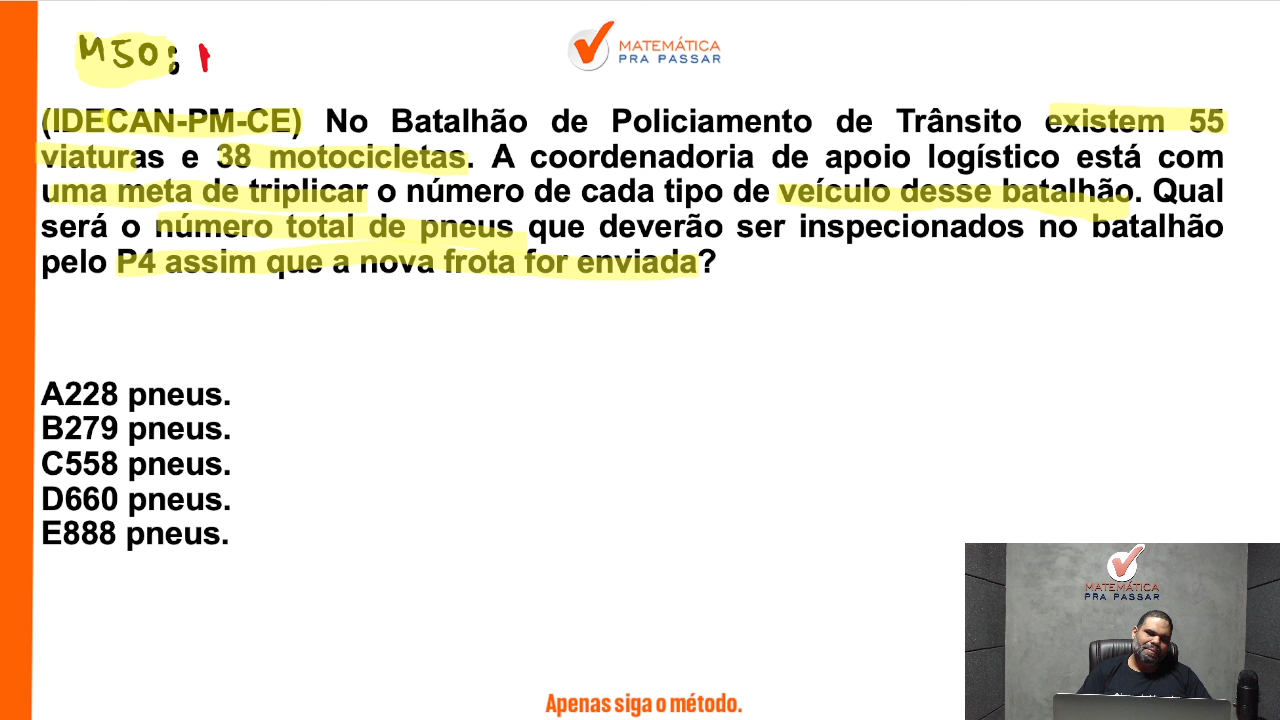 M50:
MATEMÁTICA
PRA PASSAR
(IDECAN-PM-CE) No Batalhão de Policiamento de Trânsito existem 55
viaturas e 38 motocicletas. A coordenadoria de apoio logístico está com
uma meta de triplicar o número de cada tipo de veículo desse batalhão. Qual
será o número total de pneus que deverão ser inspecionados no batalhão
pelo P4 assim que a nova frota for enviada?
A228 pneus.
B279 pneus.
C558 pneus.
D660 pneus.
E888 pneus.
MATEMÁTICA
PRA PASSAR
Apenas siga o método.